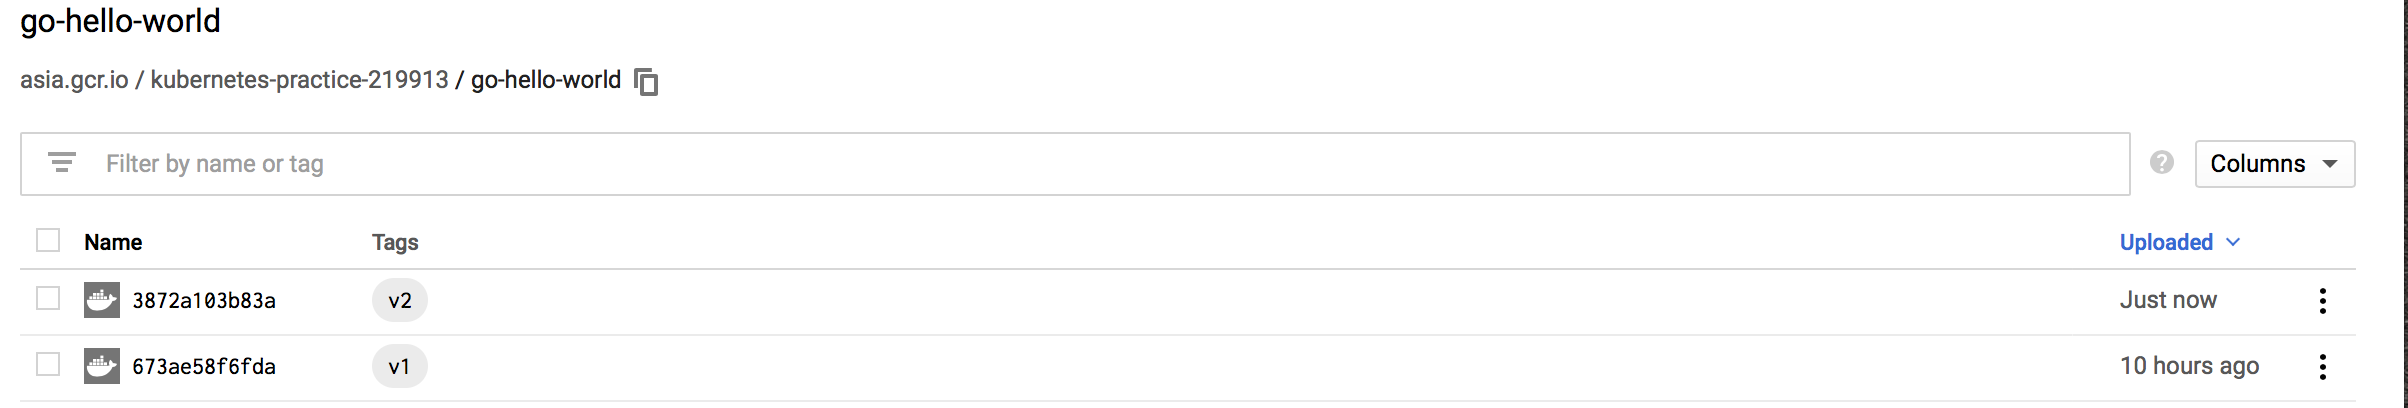 go-hello-world
asia.gcr.io / kubernetes-practice-219913 / go-hello-world
Filter by name or tag
? Columns
Name Tags Uploaded
3872a103b83a v2 Just now
673ae58f6fda v1 10 hours ago